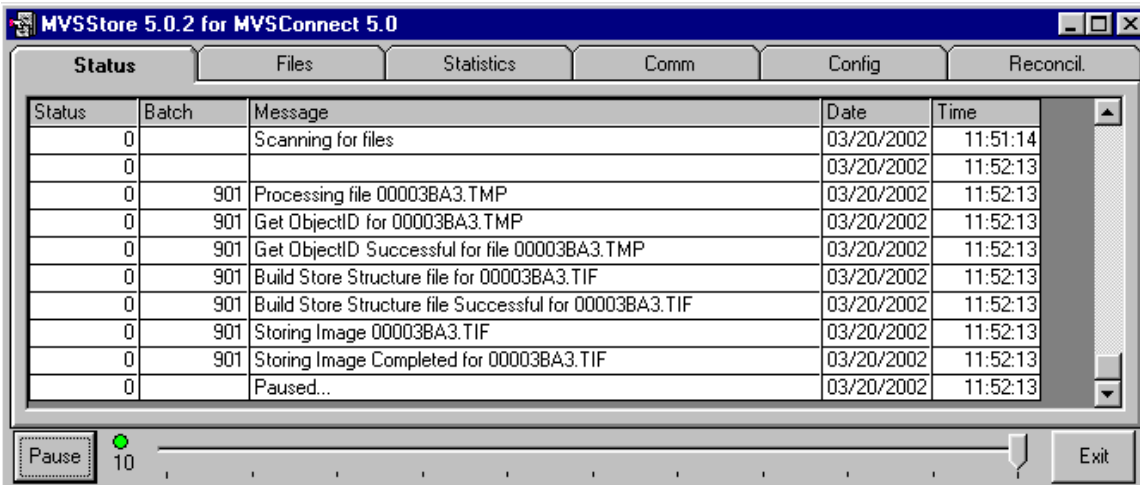 MVSStore 5.0.2 for MVSConnect 5.0
Status Files Statistics Comm Config Reconcil.
Status Batch Message Date Time
0 Scanning for files 03/20/2002 11:51:14
0 03/20/2002 11:52:13
0 901 Processing file 00003BA3.TMP 03/20/2002 11:52:13
0 901 Get ObjectID for 00003BA3.TMP 03/20/2002 11:52:13
0 901 Get ObjectID Successful for file 00003BA3.TMP 03/20/2002 11:52:13
0 901 Build Store Structure file for 00003BA3.TIF 03/20/2002 11:52:13
0 901 Build Store Structure file Successful for 00003BA3.TIF 03/20/2002 11:52:13
0 901 Storing Image 00003BA3.TIF 03/20/2002 11:52:13
0 901 Storing Image Completed for 00003BA3.TIF 03/20/2002 11:52:13
0 Paused... 03/20/2002 11:52:13
Pause 10 Exit